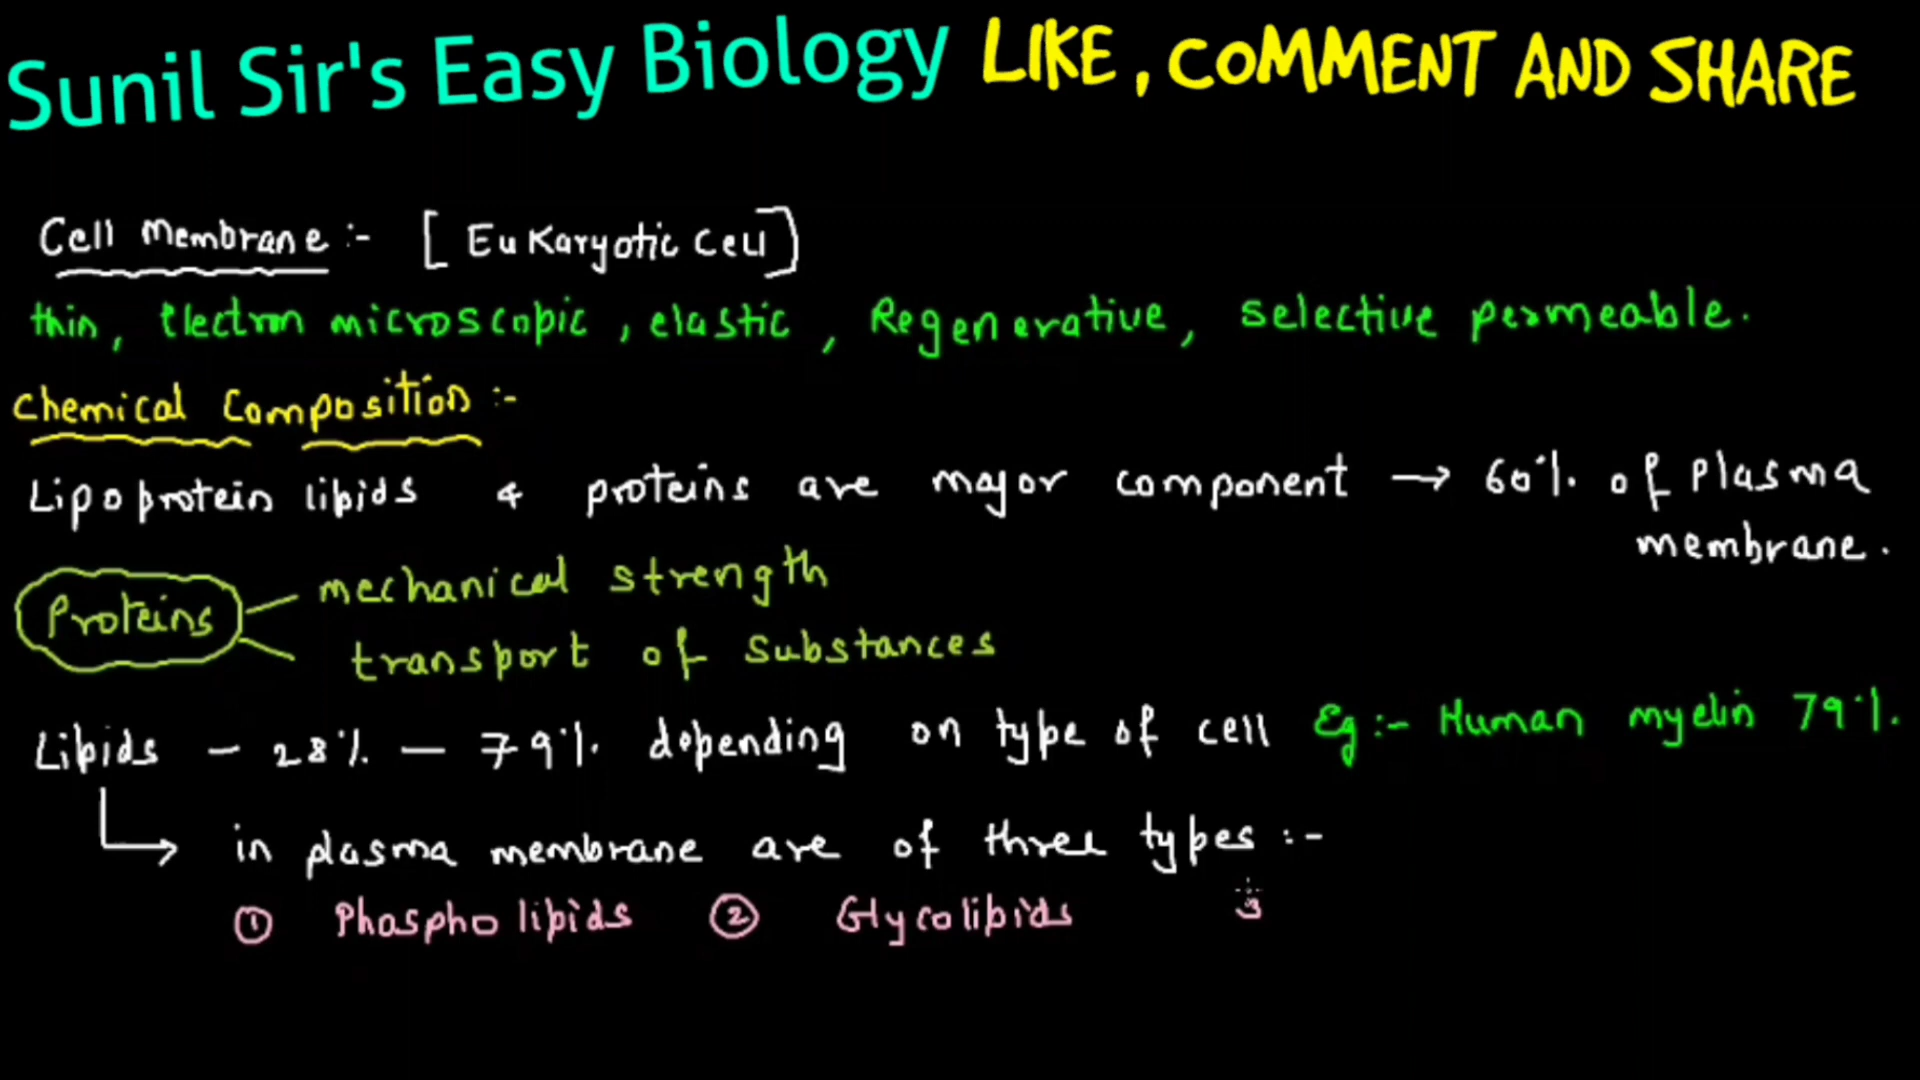 Sunil Sir's Easy Biology LIKE, COMMENT AND SHARE
Cell Membrane :- [EuKaryotic Cell]
thin, Electron microscopic, elastic, Regenerative, selective permeable.
Chemical Composition :-
Lipoprotein lipids & proteins are major component → 60%. of Plasma
membrane.
Proteins
mechanical strength
transport of substances
Lipids - 28%. - 79%. depending on type of cell Eg :- Human myelin 79%.
in plasma membrane are of three types :-
① Phospho lipids ② Glycolipids 3